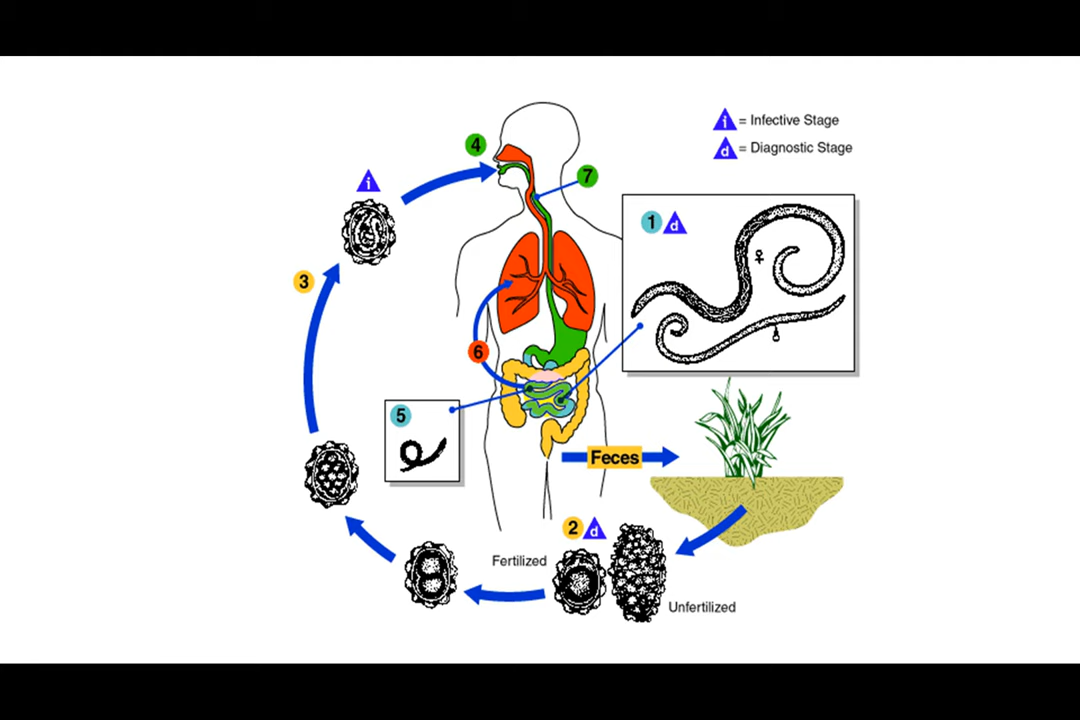 i = Infective Stage
d = Diagnostic Stage
4
i
7
1 d
3
6
5
Feces
2 d
Fertilized
Unfertilized